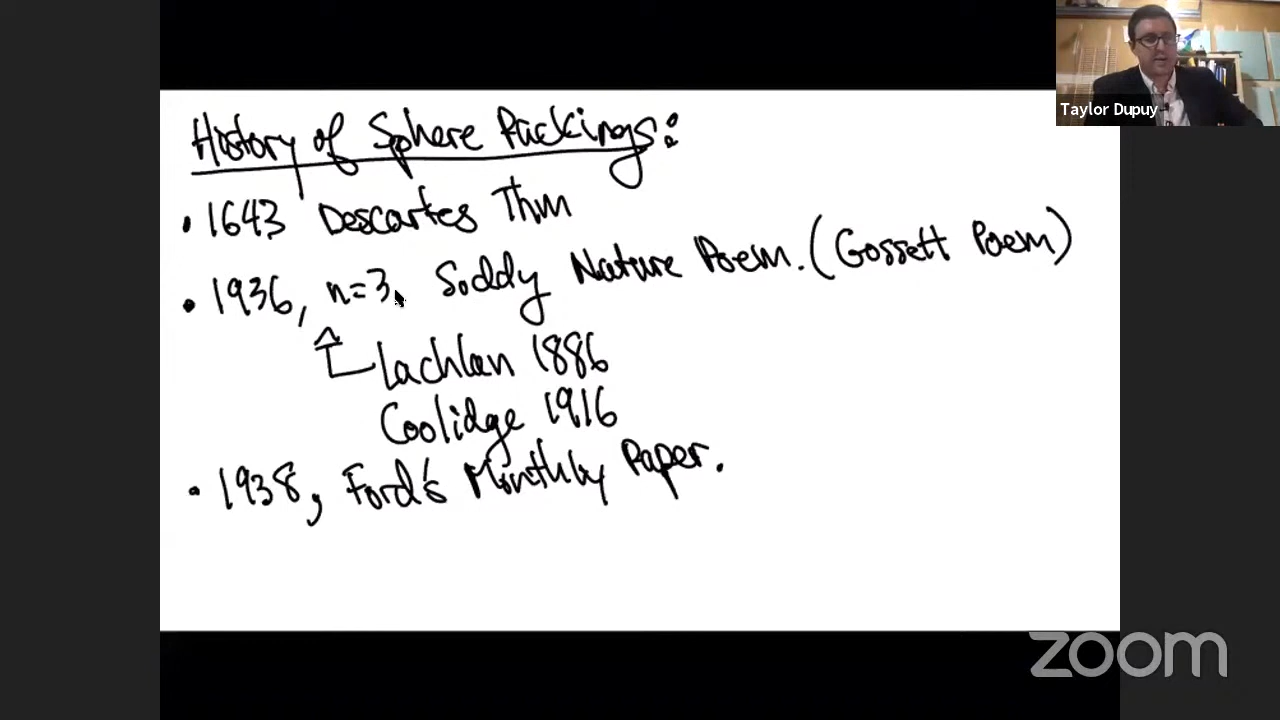 History of Sphere Packings:
• 1643 Descartes Thm
• 1936, n=3, Soddy Nature Poem. (Gossett Poem)
Lachlan 1886
Coolidge 1916
• 1938, Ford's Monthly Paper.
Taylor Dupuy
zoom